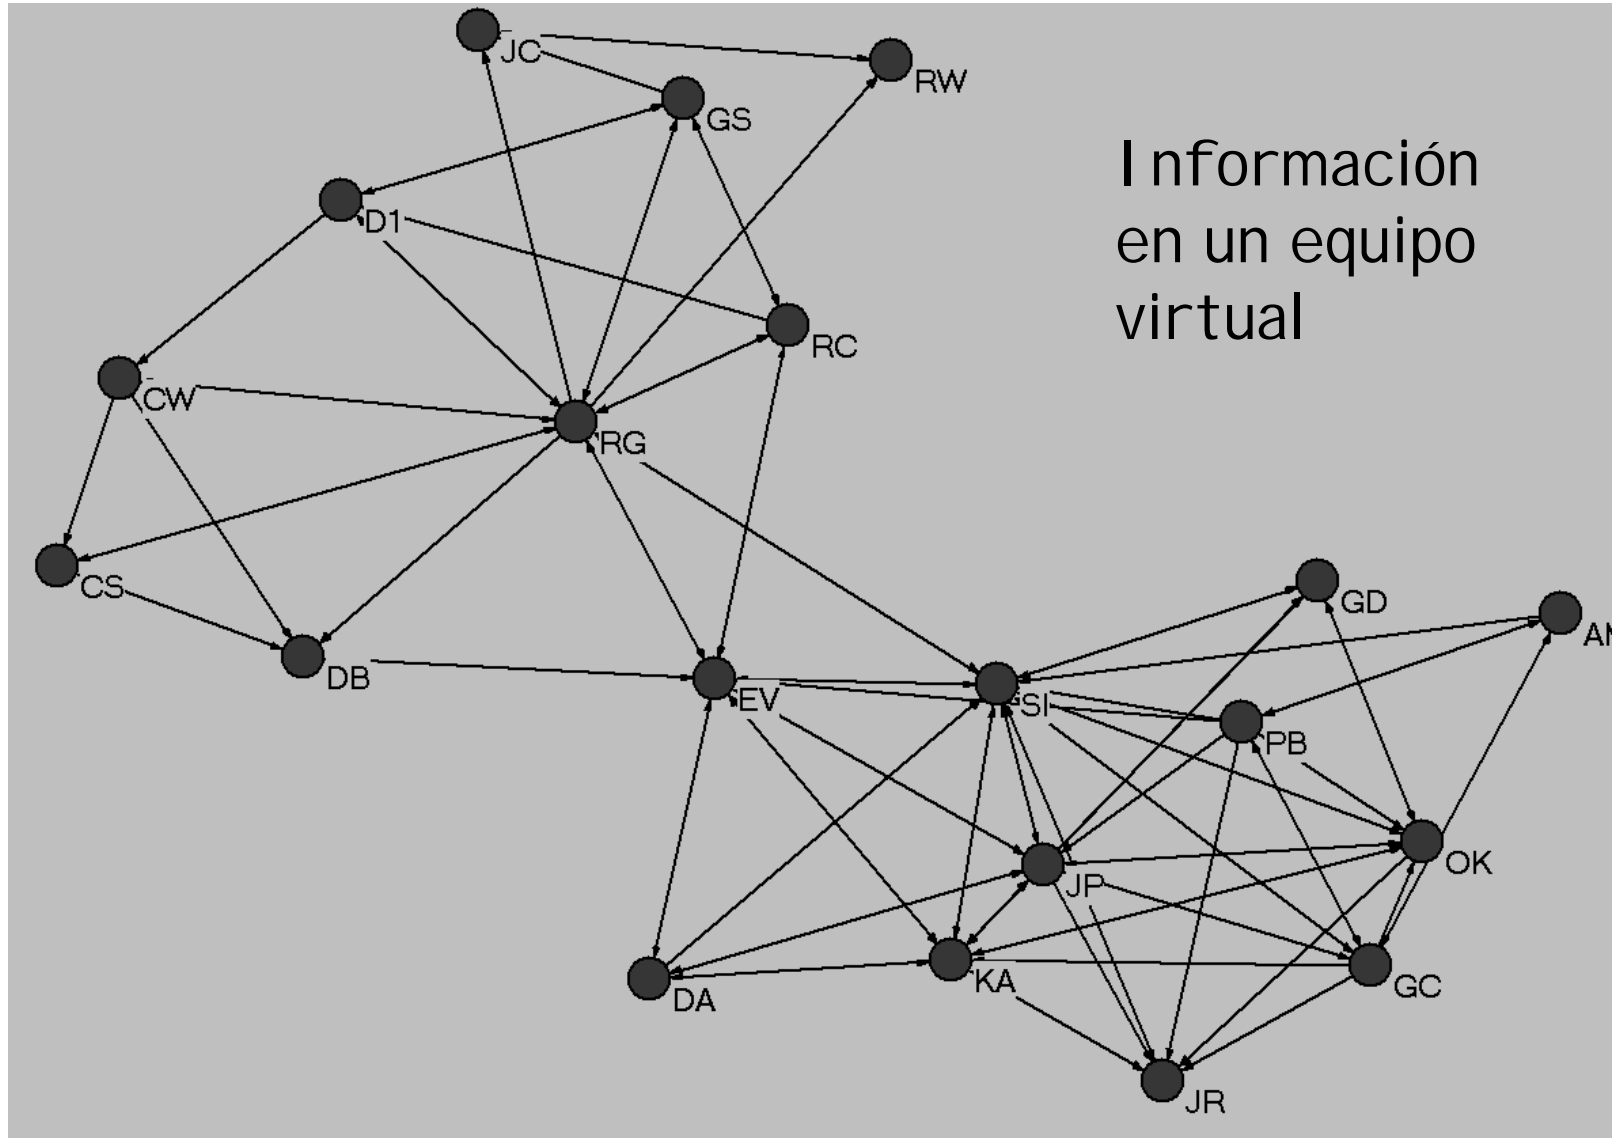 JC
RW
GS
Información
en un equipo
virtual
D1
RC
CW
RG
CS
GD
DB
EV
SI
PB
OK
JP
KA
DA
GC
JR